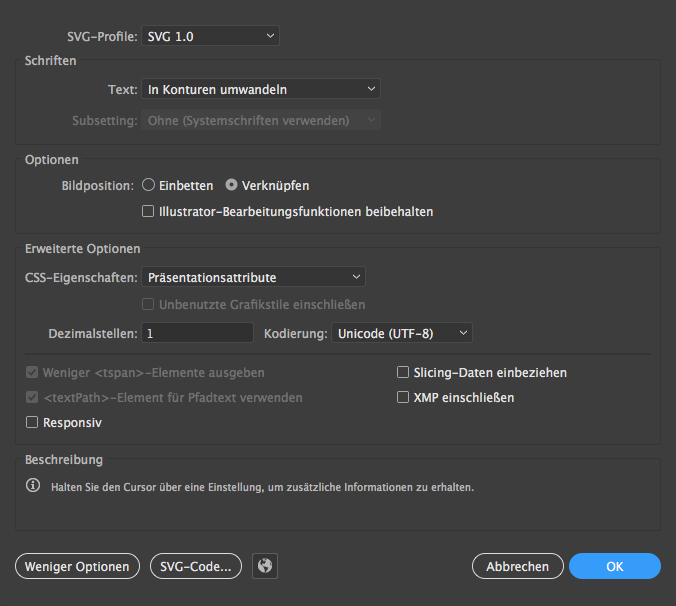 SVG-Profile: SVG 1.0
Schriften
Text: In Konturen umwandeln
Subsetting: Ohne (Systemschriften verwenden)
Optionen
Bildposition: Einbetten Verknüpfen
Illustrator-Bearbeitungsfunktionen beibehalten
Erweiterte Optionen
CSS-Eigenschaften: Präsentationsattribute
Unbenutzte Grafikstile einschließen
Dezimalstellen: 1 Kodierung: Unicode (UTF-8)
Weniger <tspan>-Elemente ausgeben Slicing-Daten einbeziehen
<textPath>-Element für Pfadtext verwenden XMP einschließen
Responsiv
Beschreibung
Halten Sie den Cursor über eine Einstellung, um zusätzliche Informationen zu erhalten.
Weniger Optionen SVG-Code... Abbrechen OK